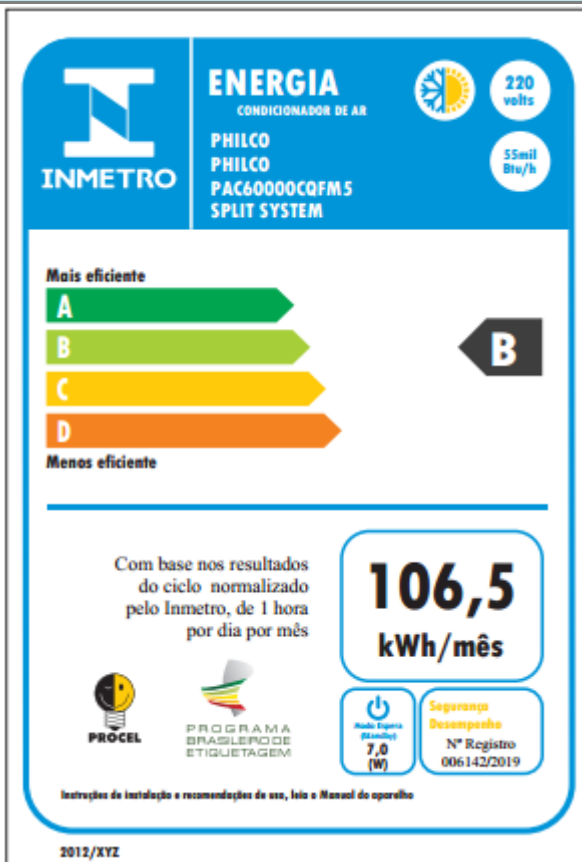 INMETRO
ENERGIA
CONDICIONADOR DE AR
220
volts
PHILCO
PHILCO
PAC60000CQFM5
SPLIT SYSTEM
55mil
Btu/h
Mais eficiente
A
B
C
D
B
Menos eficiente
Com base nos resultados
do ciclo normalizado
pelo Inmetro, de 1 hora
por dia por mês
106,5
kWh/mês
PROCEL
PROGRAMA
BRASILEIRO DE
ETIQUETAGEM
Modo Espera
(Standby)
7,0
(W)
Segurança
Desempenho
Nº Registro
006142/2019
Instruções de instalação e recomendações de uso, leia o Manual do aparelho
2012/XYZ